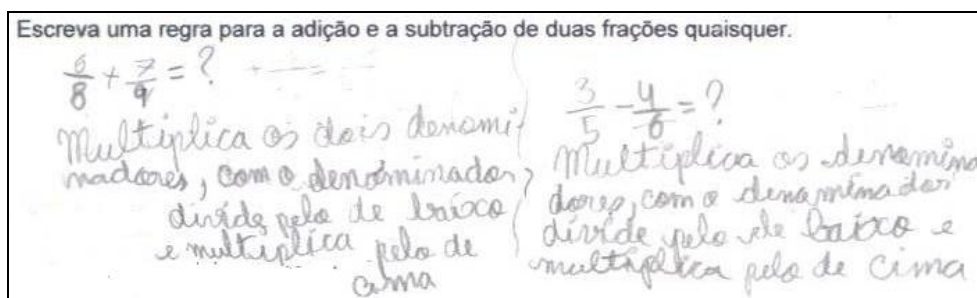 Escreva uma regra para a adição e a subtração de duas frações quaisquer.
6/8 + 7/9 = ?
Multiplica os dois denomi-
nadores, com o denominador
divide pelo de baixo
e multiplica pelo de
cima
3/5 - 4/6 = ?
Multiplica os denomina
dores, com o denominador
divide pelo de baixo e
multiplica pelo de cima